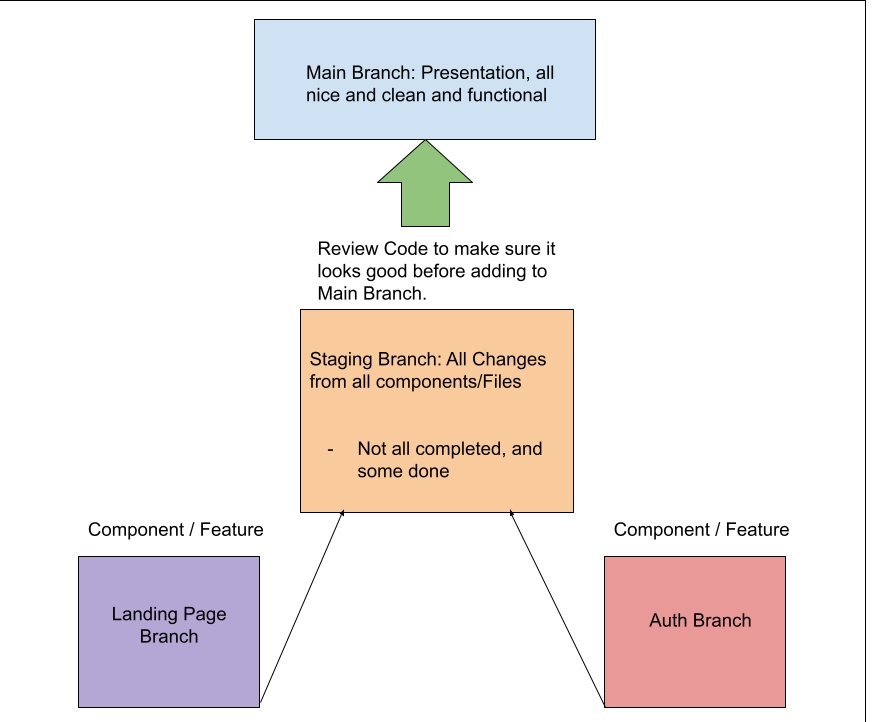 Main Branch: Presentation, all
nice and clean and functional
Review Code to make sure it
looks good before adding to
Main Branch.
Staging Branch: All Changes
from all components/Files
- Not all completed, and
some done
Component / Feature
Component / Feature
Landing Page
Branch
Auth Branch